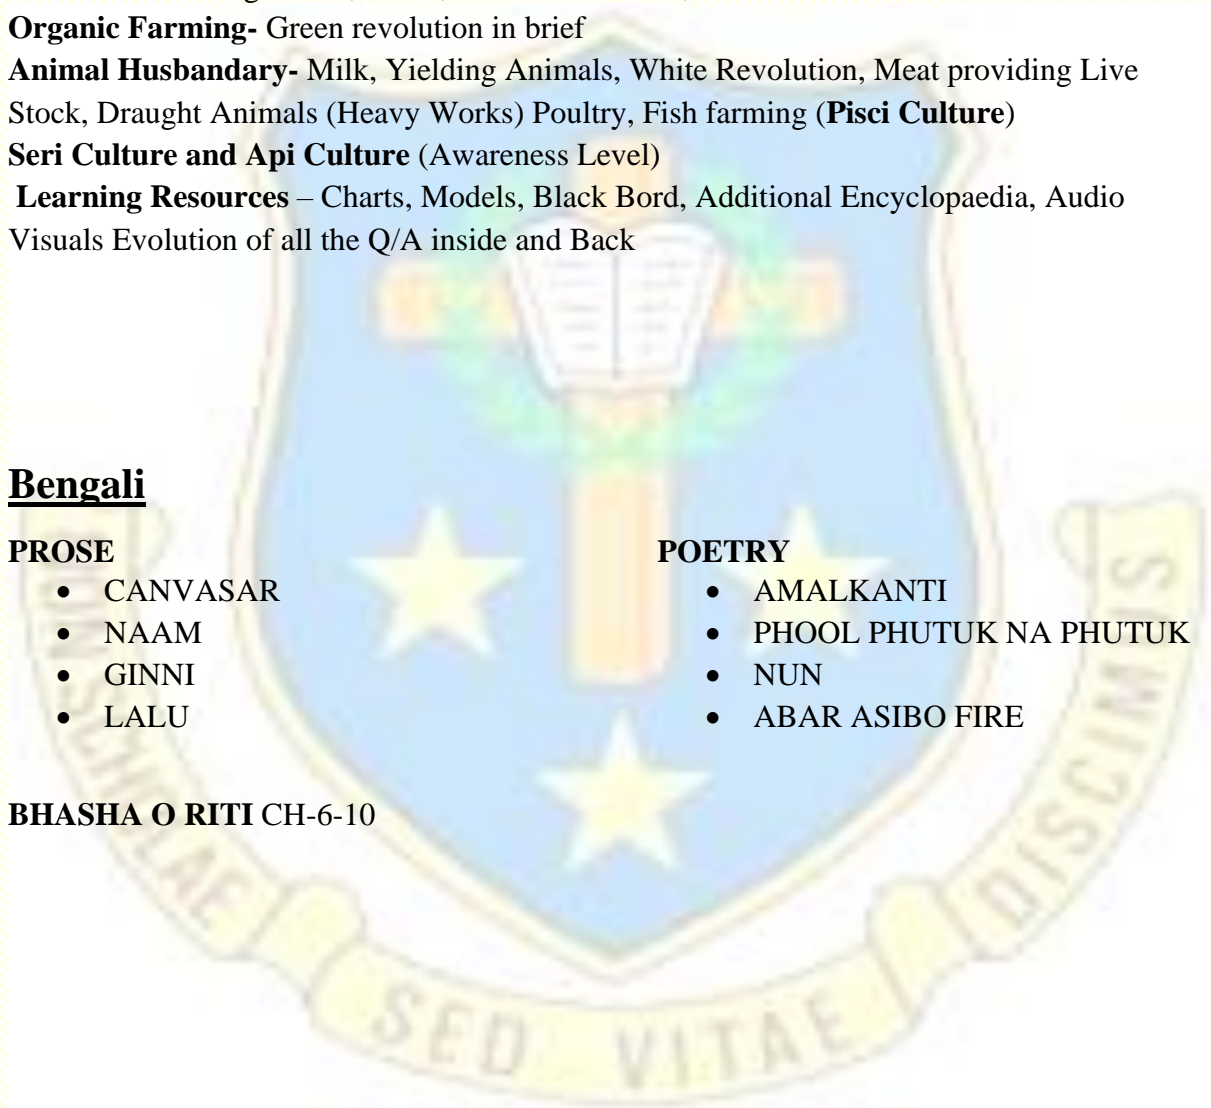 Organic Farming- Green revolution in brief
Animal Husbandary- Milk, Yielding Animals, White Revolution, Meat providing Live
Stock, Draught Animals (Heavy Works) Poultry, Fish farming (Pisci Culture)
Seri Culture and Api Culture (Awareness Level)
Learning Resources – Charts, Models, Black Bord, Additional Encyclopaedia, Audio
Visuals Evolution of all the Q/A inside and Back
Bengali
PROSE
• CANVASAR
• NAAM
• GINNI
• LALU
POETRY
• AMALKANTI
• PHOOL PHUTUK NA PHUTUK
• NUN
• ABAR ASIBO FIRE
BHASHA O RITI CH-6-10
NON SCHOLAE SED VITAE DISCIMUS